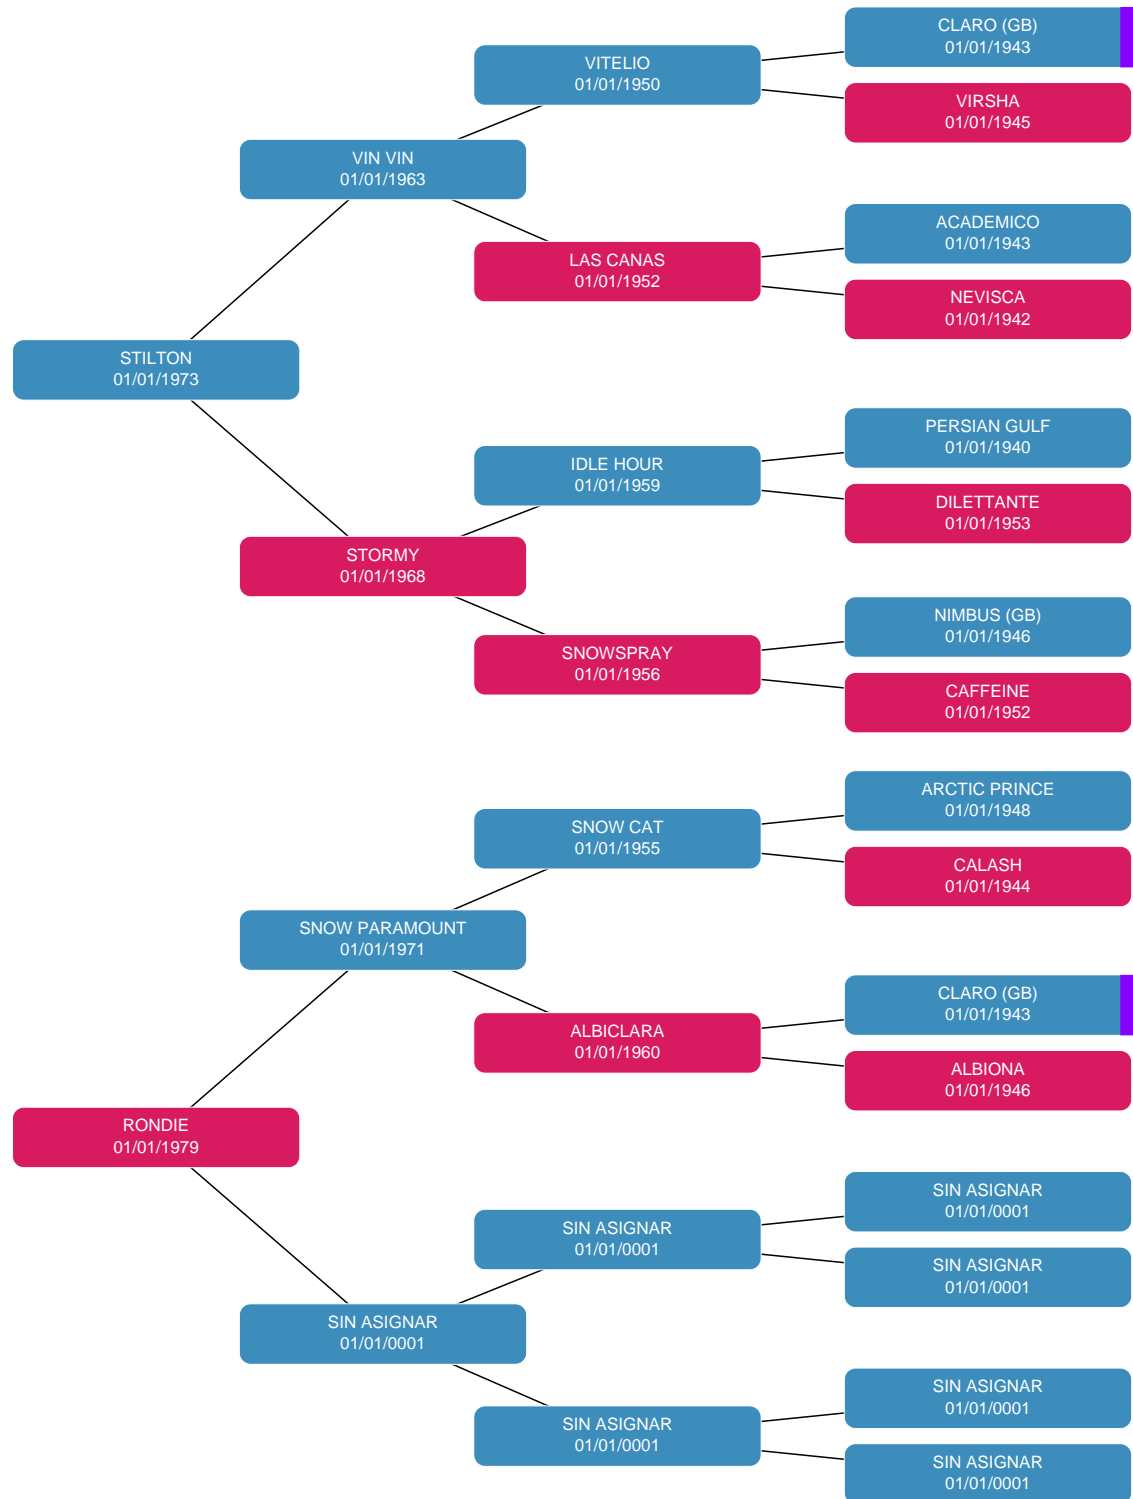 CLARO (GB)
01/01/1943
VITELIO
01/01/1950
VIRSHA
01/01/1945
VIN VIN
01/01/1963
ACADEMICO
01/01/1943
LAS CANAS
01/01/1952
NEVISCA
01/01/1942
STILTON
01/01/1973
PERSIAN GULF
01/01/1940
IDLE HOUR
01/01/1959
DILETTANTE
01/01/1953
STORMY
01/01/1968
NIMBUS (GB)
01/01/1946
SNOWSPRAY
01/01/1956
CAFFEINE
01/01/1952
ARCTIC PRINCE
01/01/1948
SNOW CAT
01/01/1955
CALASH
01/01/1944
SNOW PARAMOUNT
01/01/1971
CLARO (GB)
01/01/1943
ALBICLARA
01/01/1960
ALBIONA
01/01/1946
RONDIE
01/01/1979
SIN ASIGNAR
01/01/0001
SIN ASIGNAR
01/01/0001
SIN ASIGNAR
01/01/0001
SIN ASIGNAR
01/01/0001
SIN ASIGNAR
01/01/0001
SIN ASIGNAR
01/01/0001
SIN ASIGNAR
01/01/0001